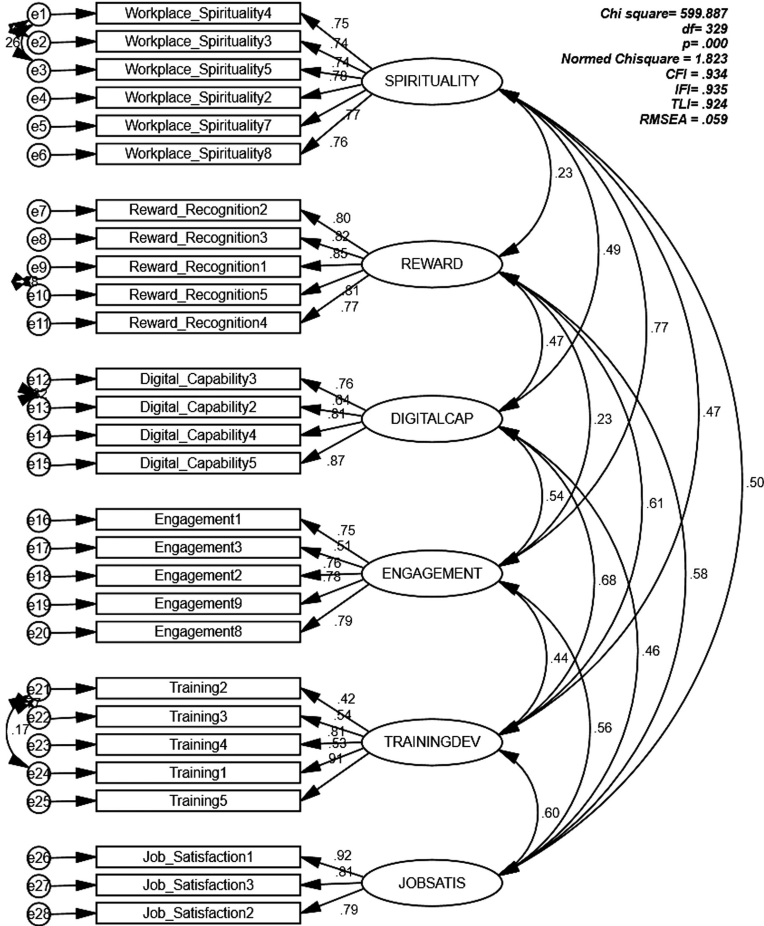 Chi square= 599.887
df= 329
p= .000
Normed Chisquare = 1.823
CFI = .934
IFI= .935
TLI= .924
RMSEA = .059
e1 Workplace_Spirituality4 .75
e2 Workplace_Spirituality3 .74
26
e3 Workplace_Spirituality5 .74
e4 Workplace_Spirituality2 .78
e5 Workplace_Spirituality7 .77
e6 Workplace_Spirituality8 .76
SPIRITUALITY
.23
e7 Reward_Recognition2 .80
e8 Reward_Recognition3 .82
e9 Reward_Recognition1 .85
e10 Reward_Recognition5 .81
e11 Reward_Recognition4 .77
REWARD
.49
.77
.47
.47
.23
.50
e12 Digital_Capability3 .76
e13 Digital_Capability2 .64
e14 Digital_Capability4 .81
e15 Digital_Capability5 .87
DIGITALCAP
.54
.61
.68
.58
.46
e16 Engagement1 .75
e17 Engagement3 .51
e18 Engagement2 .76
e19 Engagement9 .78
e20 Engagement8 .79
ENGAGEMENT
.44
.56
e21 Training2 .42
e22 Training3 .54
.17
e23 Training4 .81
e24 Training1 .53
e25 Training5 .91
TRAININGDEV
.60
e26 Job_Satisfaction1 .92
e27 Job_Satisfaction3 .81
e28 Job_Satisfaction2 .79
JOBSATIS